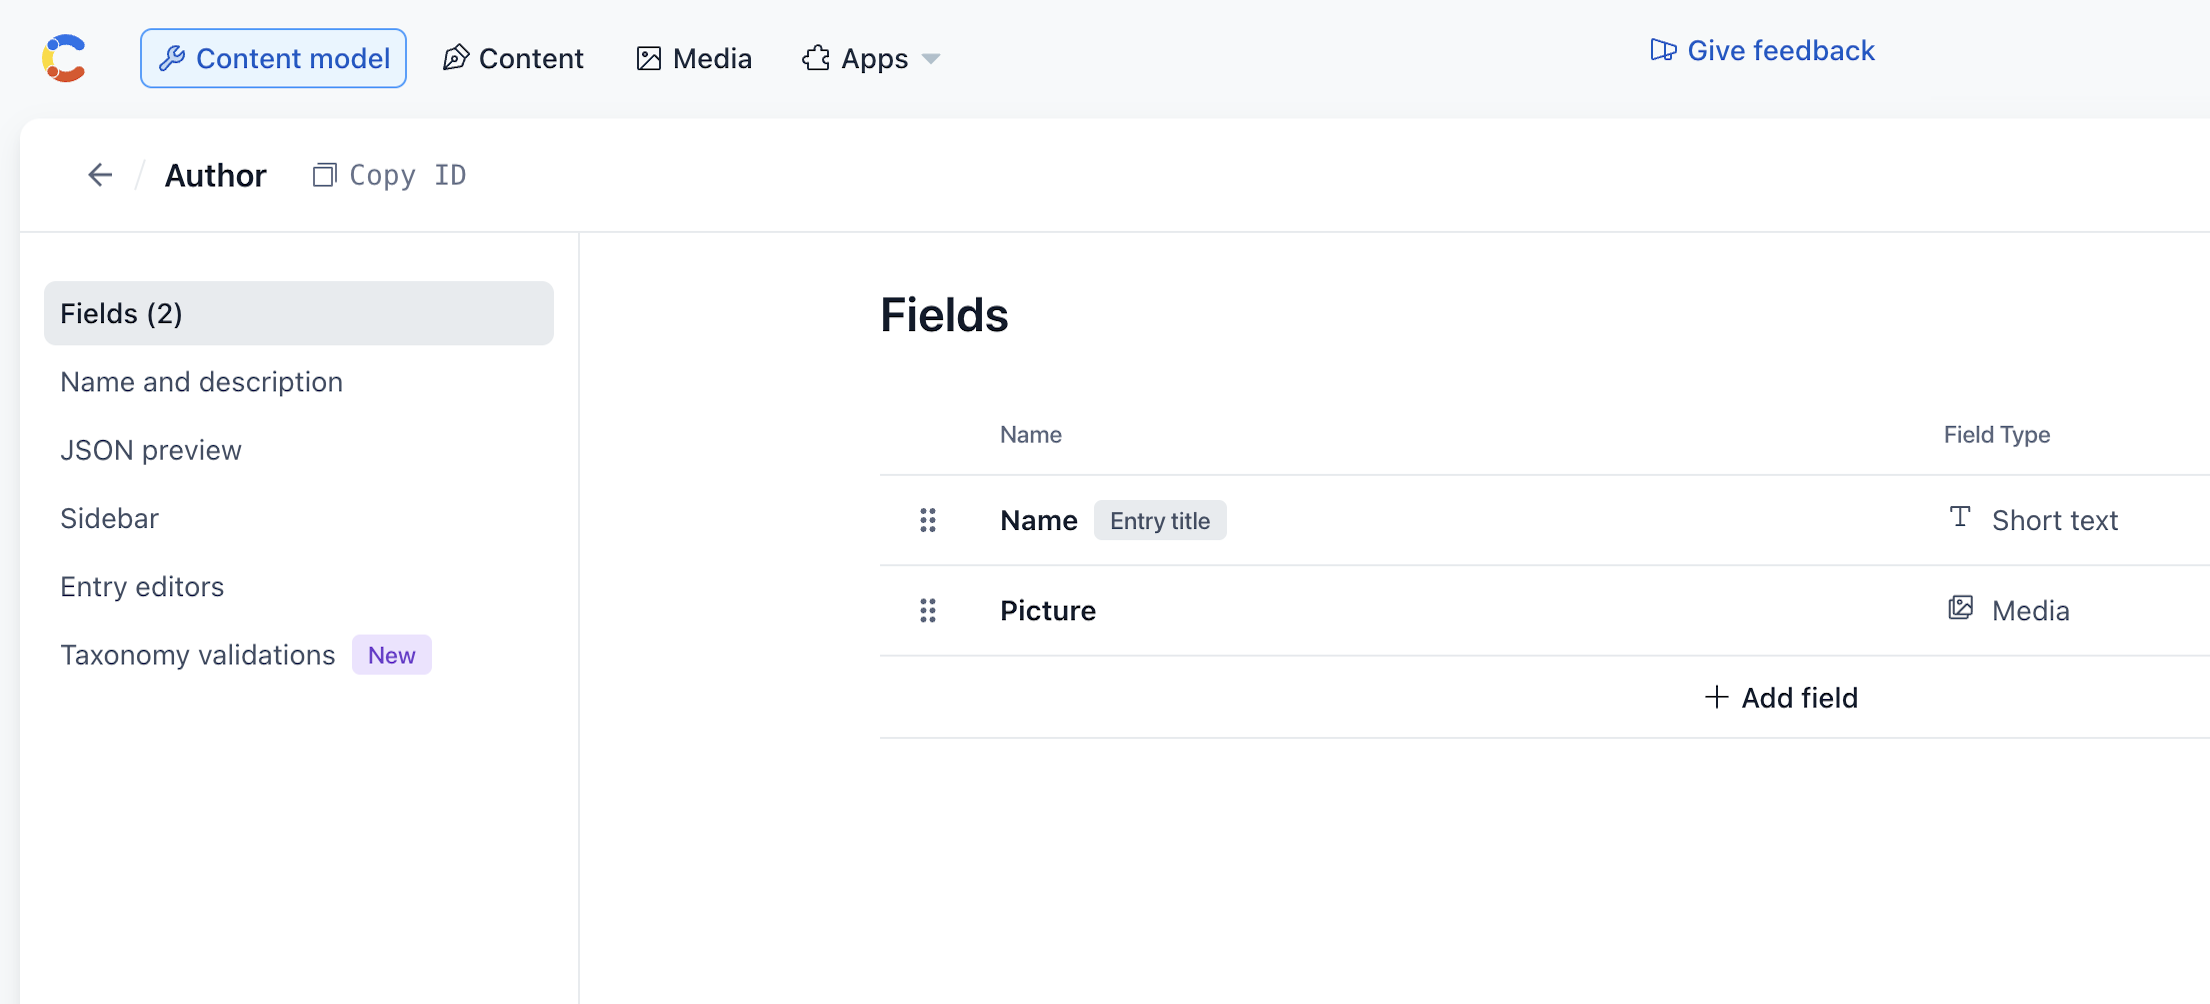 Content model Content Media Apps Give feedback
Author Copy ID
Fields (2)
Name and description
JSON preview
Sidebar
Entry editors
Taxonomy validations New
Fields
Name Field Type
Name Entry title Short text
Picture Media
Add field